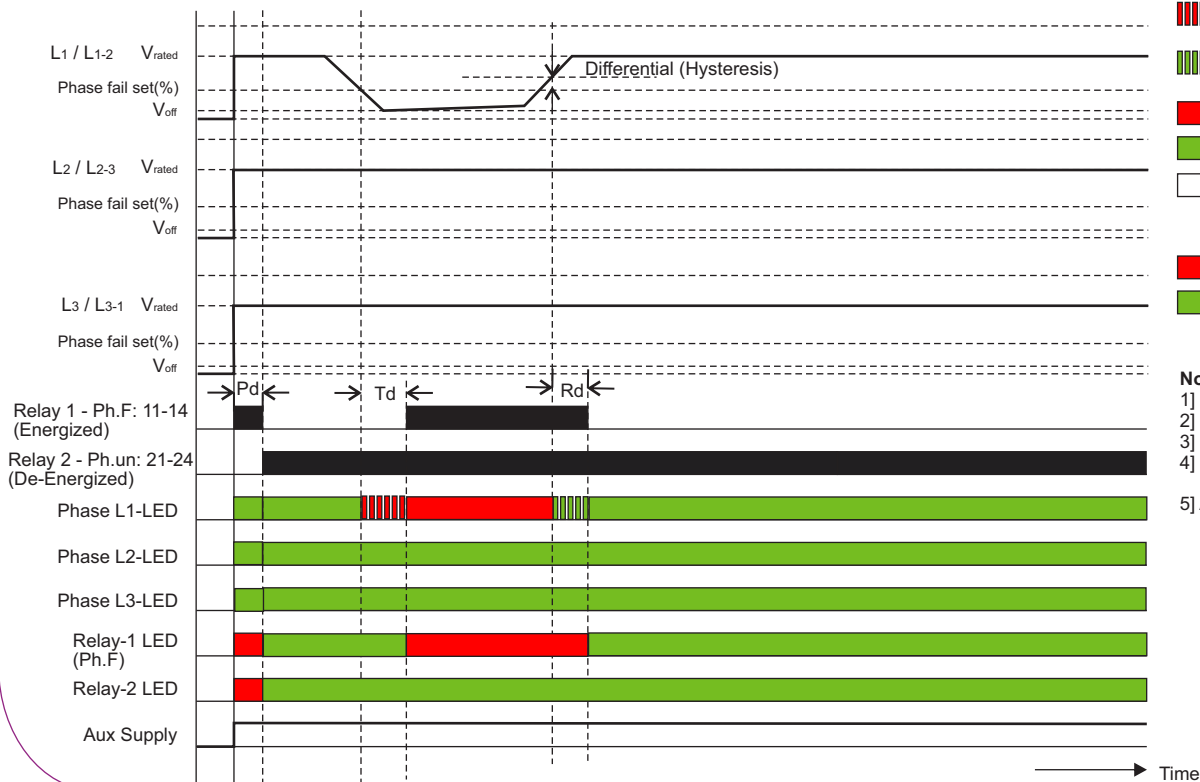 L1 / L1-2 Vrated
Differential (Hysteresis)
Phase fail set(%)
Voff
L2 / L2-3 Vrated
Phase fail set(%)
Voff
L3 / L3-1 Vrated
Phase fail set(%)
Voff
Pd
Td
Rd
Relay 1 - Ph.F: 11-14
(Energized)
Relay 2 - Ph.un: 21-24
(De-Energized)
Phase L1-LED
Phase L2-LED
Phase L3-LED
Relay-1 LED
(Ph.F)
Relay-2 LED
Aux Supply
Time
1]
2]
3]
4]
5]